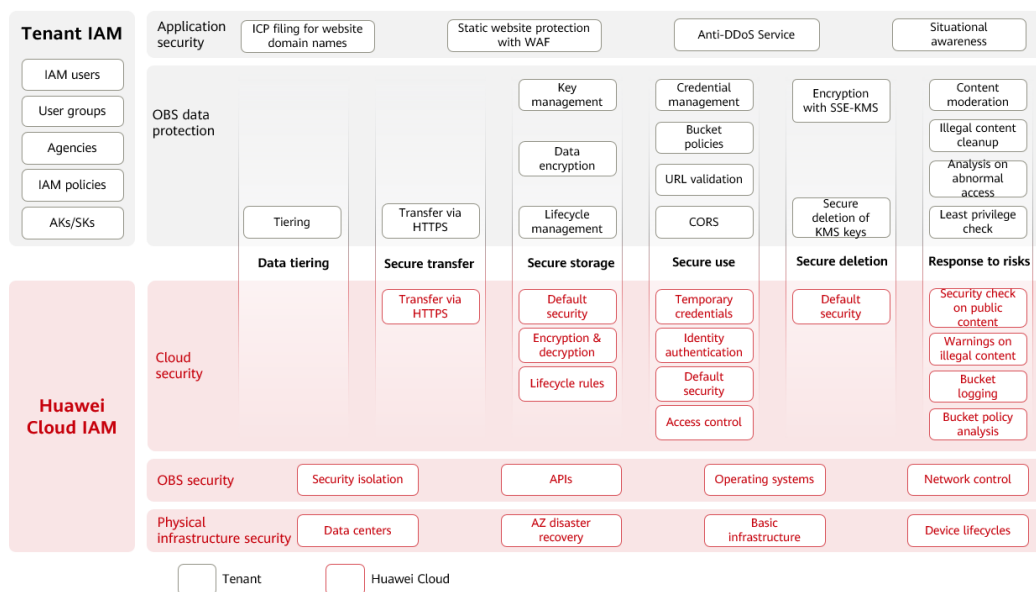 Tenant IAM
IAM users
User groups
Agencies
IAM policies
AKs/SKs
Application
security
ICP filing for website
domain names
Static website protection
with WAF
Anti-DDoS Service
Situational
awareness
OBS data
protection
Tiering
Transfer via
HTTPS
Key
management
Data
encryption
Lifecycle
management
Credential
management
Bucket
policies
URL validation
CORS
Encryption
with SSE-KMS
Secure
deletion of
KMS keys
Content
moderation
Illegal content
cleanup
Analysis on
abnormal
access
Least privilege
check
Data tiering
Secure transfer
Secure storage
Secure use
Secure deletion
Response to risks
Huawei
Cloud IAM
Cloud
security
Transfer via
HTTPS
Default
security
Encryption &
decryption
Lifecycle rules
Temporary
credentials
Identity
authentication
Default
security
Access control
Default
security
Security check
on public
content
Warnings on
illegal content
Bucket
logging
Bucket policy
analysis
OBS security
Security isolation
APIs
Operating systems
Network control
Physical
infrastructure security
Data centers
AZ disaster
recovery
Basic
infrastructure
Device lifecycles
Tenant
Huawei Cloud